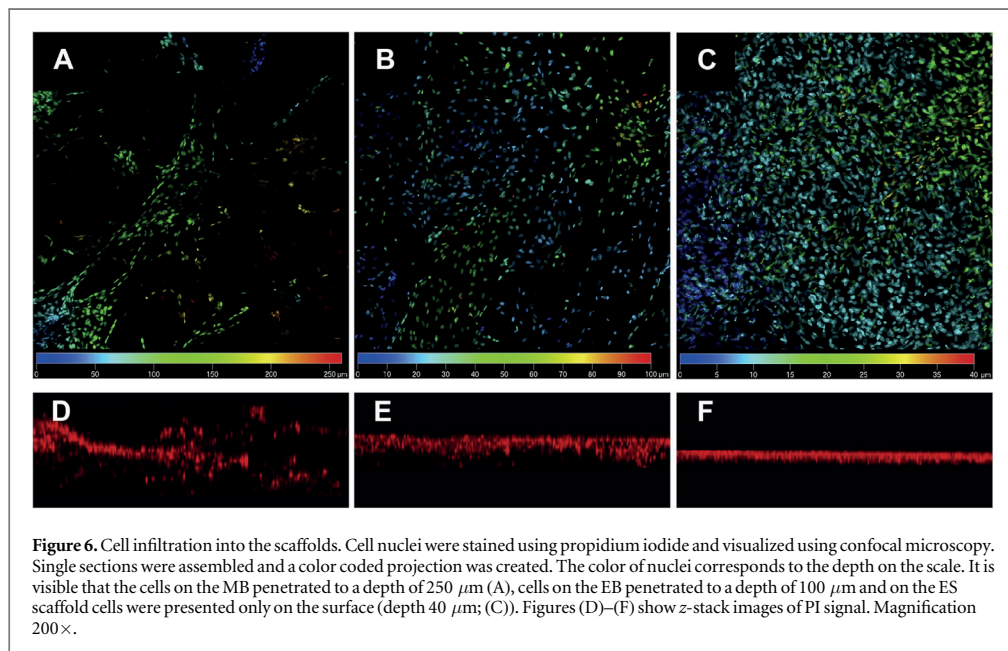 A B C
0 50 100 150 200 250 µm
0 10 20 30 40 50 60 70 80 90 100 µm
0 5 10 15 20 25 30 35 40 µm
D E F
Figure 6. Cell infiltration into the scaffolds. Cell nuclei were stained using propidium iodide and visualized using confocal microscopy.
Single sections were assembled and a color coded projection was created. The color of nuclei corresponds to the depth on the scale. It is
visible that the cells on the MB penetrated to a depth of 250 μm (A), cells on the EB penetrated to a depth of 100 μm and on the ES
scaffold cells were presented only on the surface (depth 40 μm; (C)). Figures (D)–(F) show z-stack images of PI signal. Magnification
200×.